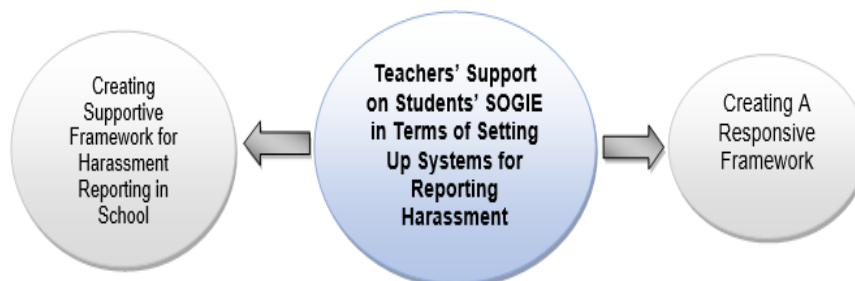 Creating
Supportive
Framework for
Harassment
Reporting in
School
Teachers' Support
on Students' SOGIE
in Terms of Setting
Up Systems for
Reporting
Harassment
Creating A
Responsive
Framework